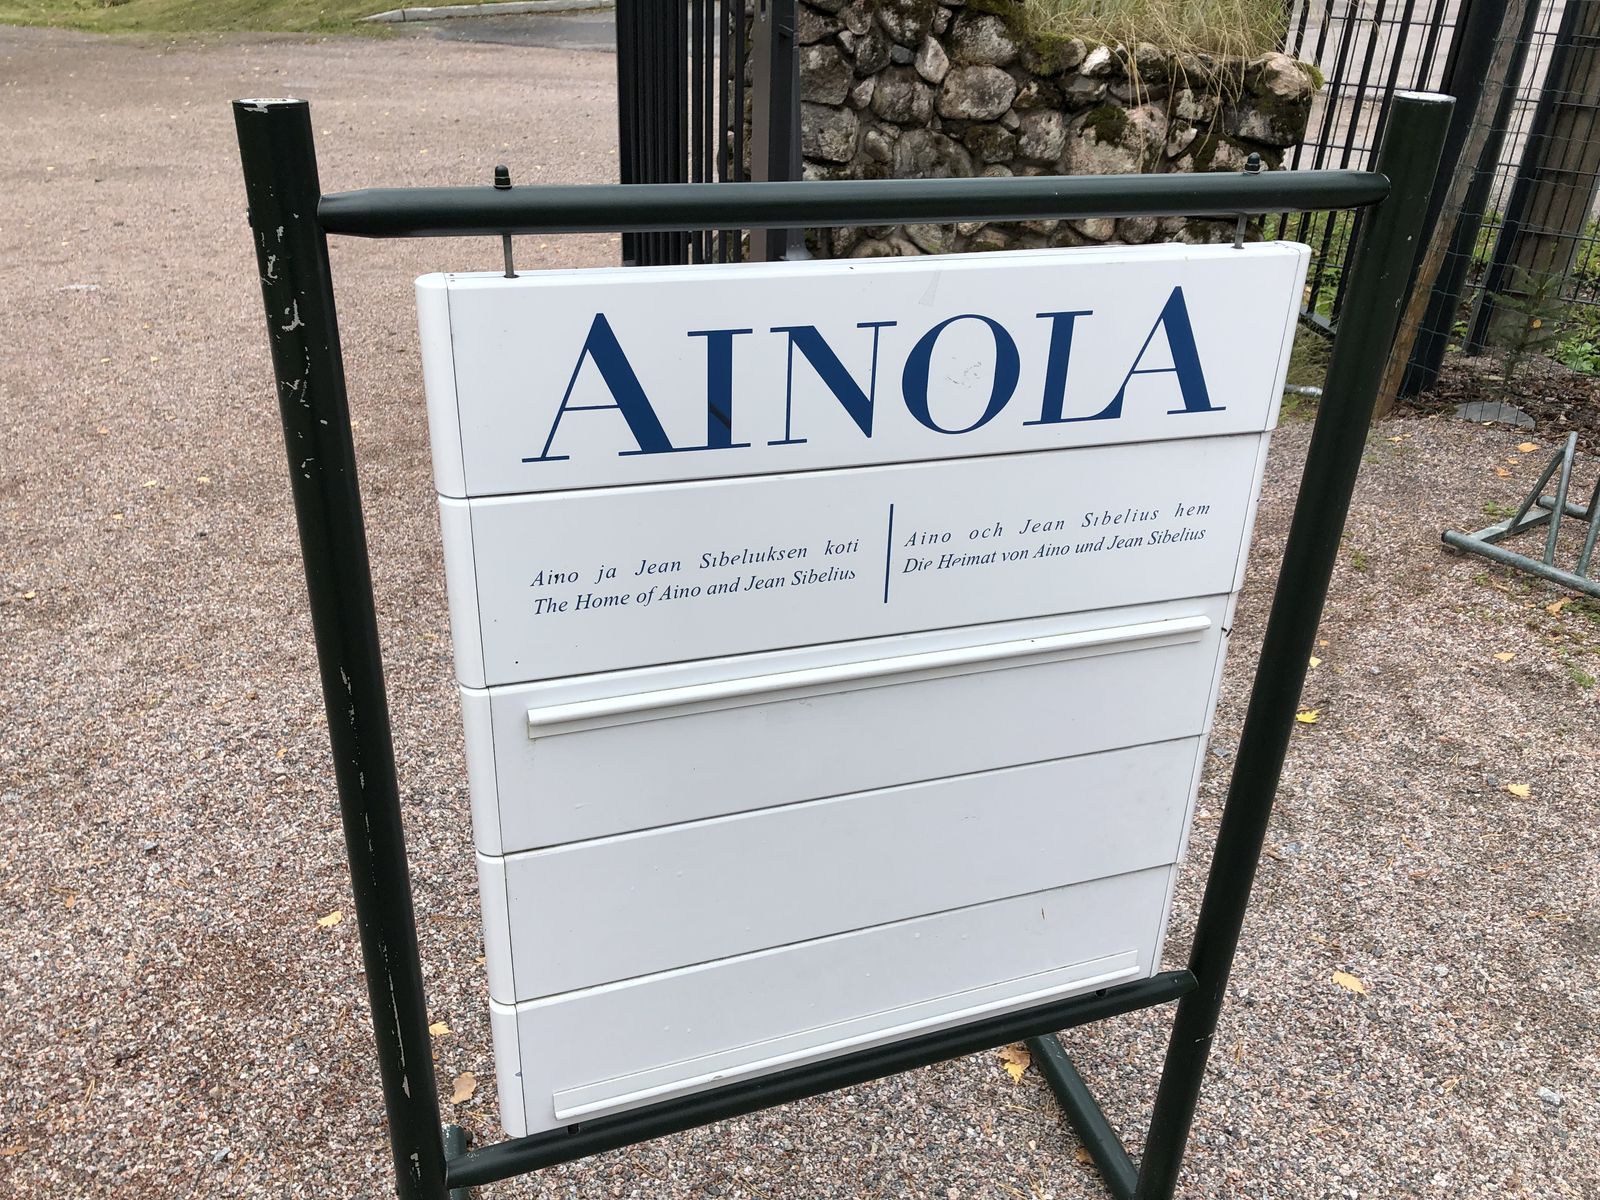 AINOLA
Aino ja Jean Sibeliuksen koti
The Home of Aino and Jean Sibelius
Aino och Jean Sibelius hem
Die Heimat von Aino und Jean Sibelius